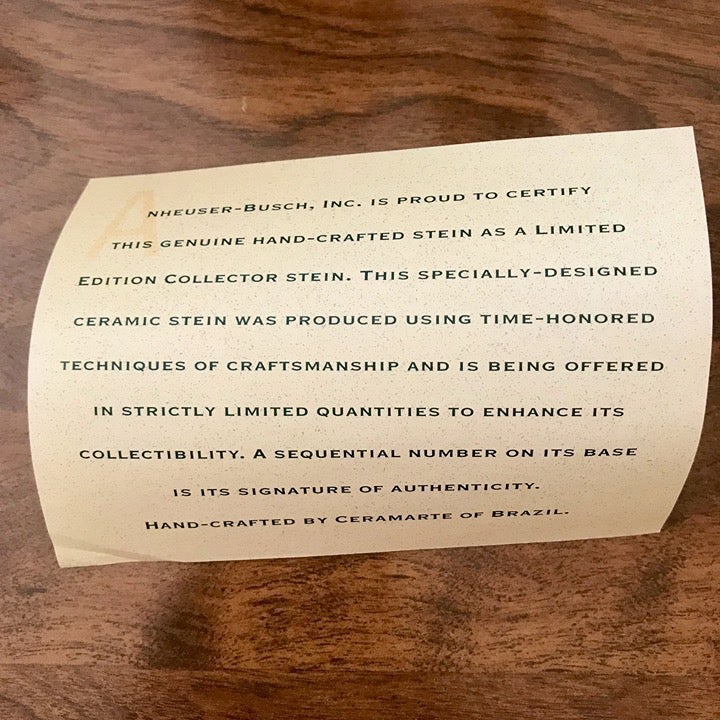 Anheuser-Busch, Inc. is proud to certify
this genuine hand-crafted stein as a Limited
Edition Collector stein. This specially-designed
ceramic stein was produced using time-honored
techniques of craftsmanship and is being offered
in strictly limited quantities to enhance its
collectibility. A sequential number on its base
is its signature of authenticity.
Hand-crafted by Ceramarte of Brazil.